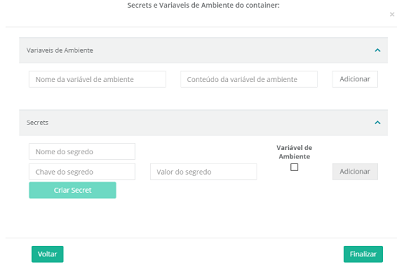 Secrets e Variaveis de Ambiente do container:
×
Variaveis de Ambiente
Nome da variável de ambiente
Conteúdo da variável de ambiente
Adicionar
Secrets
Nome do segredo
Variável de
Ambiente
Chave do segredo
Valor do segredo
Adicionar
Criar Secret
Voltar
Finalizar